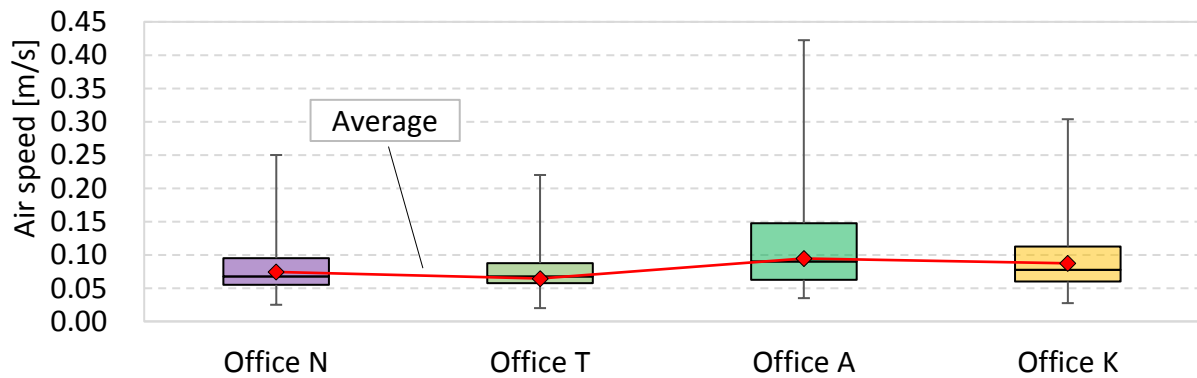 Air speed [m/s]
0.45
0.40
0.35
0.30
0.25
0.20
0.15
0.10
0.05
0.00
Average
Office N
Office T
Office A
Office K